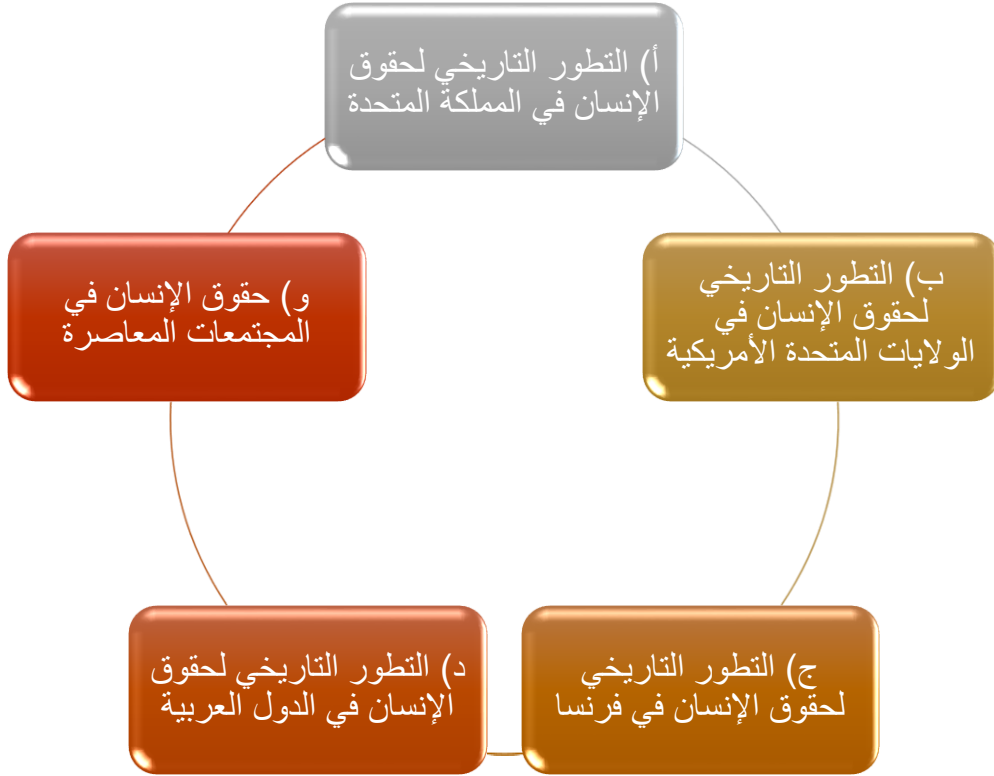 أ) التطور التاريخي لحقوق
الإنسان في المملكة المتحدة
ب) التطور التاريخي
لحقوق الإنسان في
الولايات المتحدة الأمريكية
ج) التطور التاريخي
لحقوق الإنسان في فرنسا
د) التطور التاريخي لحقوق
الإنسان في الدول العربية
و) حقوق الإنسان في
المجتمعات المعاصرة